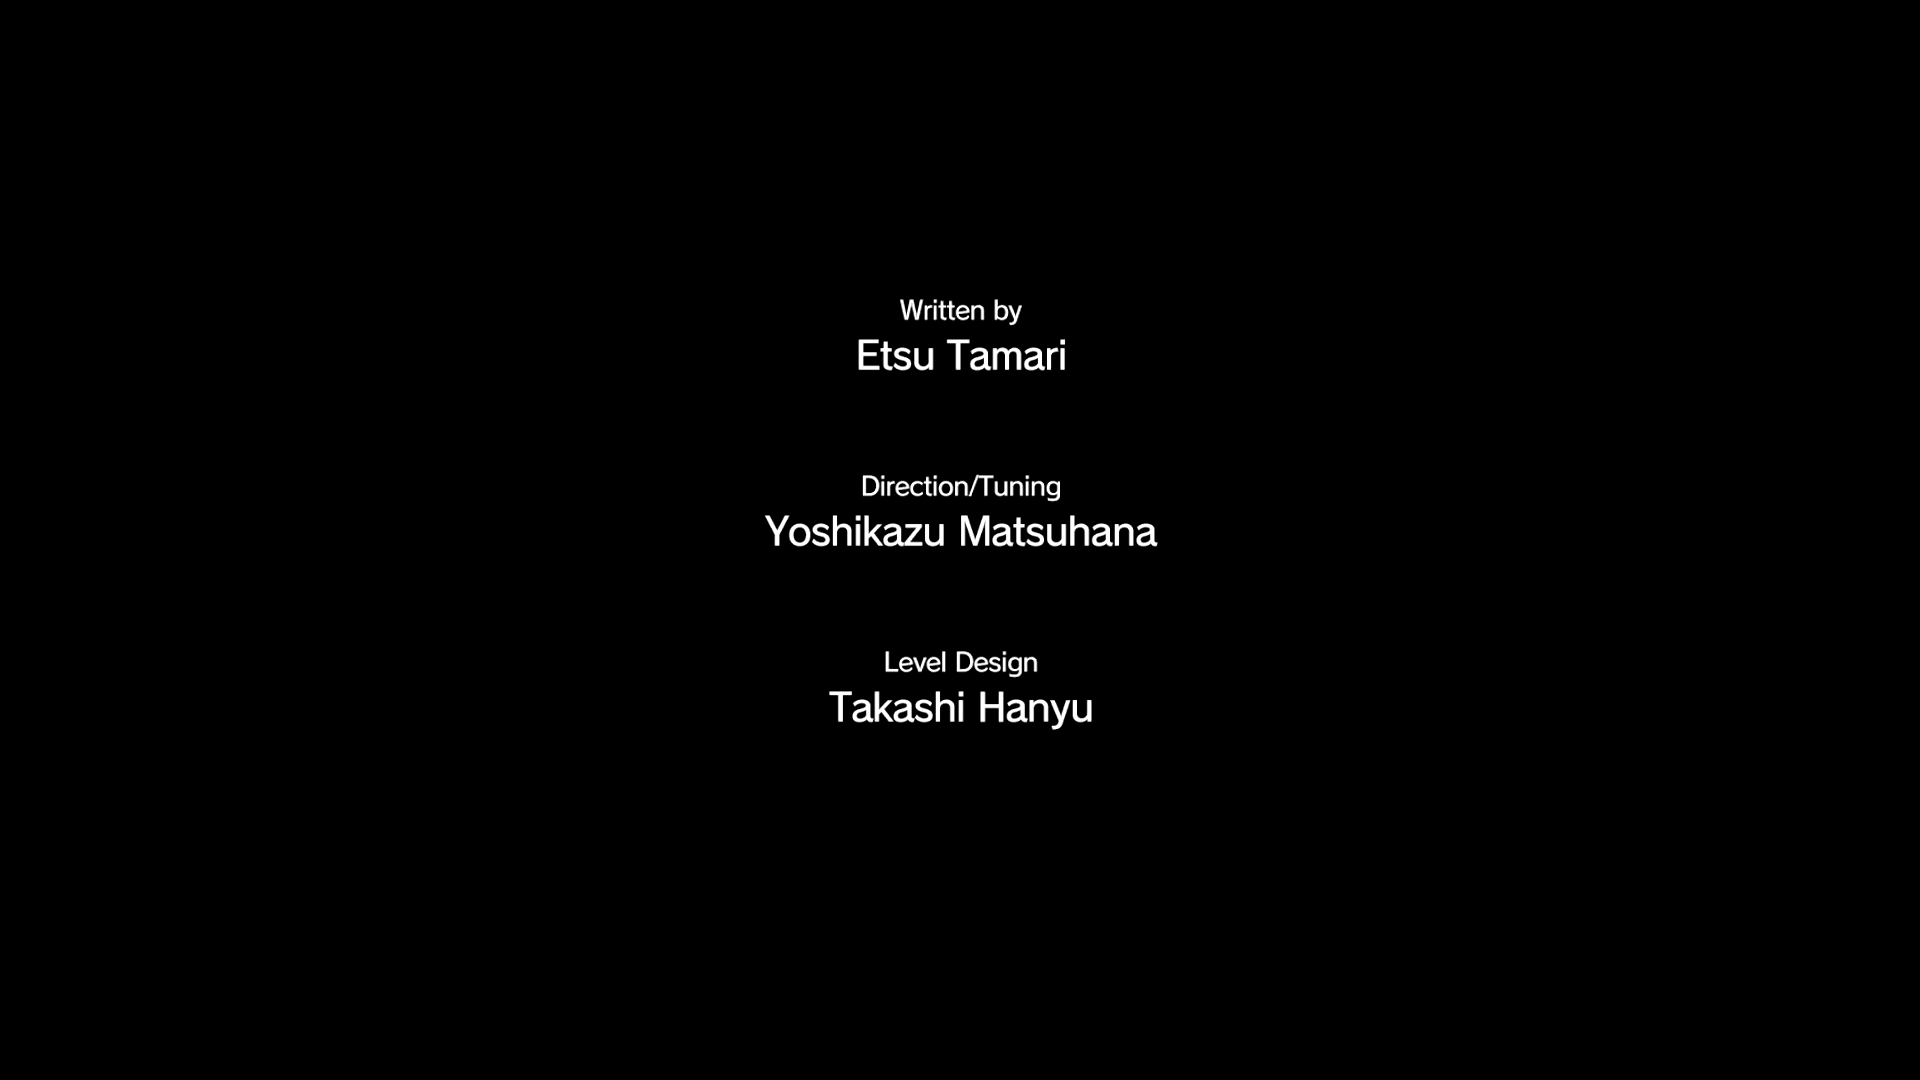 Written by
Etsu Tamari
Direction/Tuning
Yoshikazu Matsuhana
Level Design
Takashi Hanyu